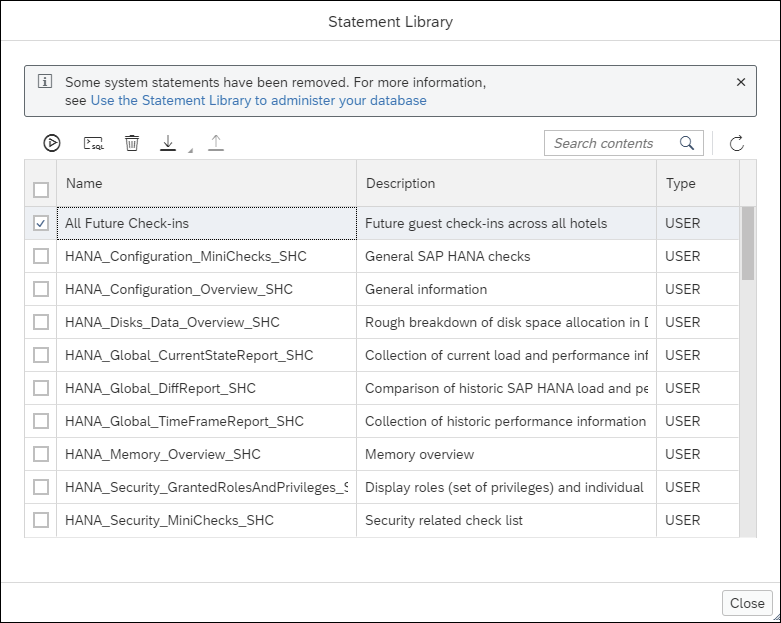 Statement Library
Some system statements have been removed. For more information,
see Use the Statement Library to administer your database
SQL
Search contents
Name Description Type
All Future Check-ins Future guest check-ins across all hotels USER
HANA_Configuration_MiniChecks_SHC General SAP HANA checks USER
HANA_Configuration_Overview_SHC General information USER
HANA_Disks_Data_Overview_SHC Rough breakdown of disk space allocation in D USER
HANA_Global_CurrentStateReport_SHC Collection of current load and performance inf USER
HANA_Global_DiffReport_SHC Comparison of historic SAP HANA load and pe USER
HANA_Global_TimeFrameReport_SHC Collection of historic performance information USER
HANA_Memory_Overview_SHC Memory overview USER
HANA_Security_GrantedRolesAndPrivileges_S Display roles (set of privileges) and individual USER
HANA_Security_MiniChecks_SHC Security related check list USER
Close